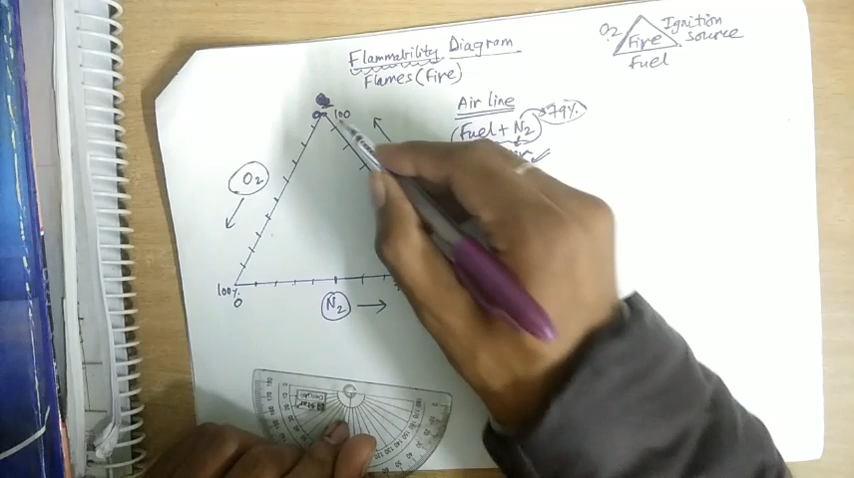 Flammability Diagram
Flames (Fire)
O2
Ignition
Source
Fire
Fuel
Air line
(Fuel + N2)
79%
100
O2
100%
0
N2